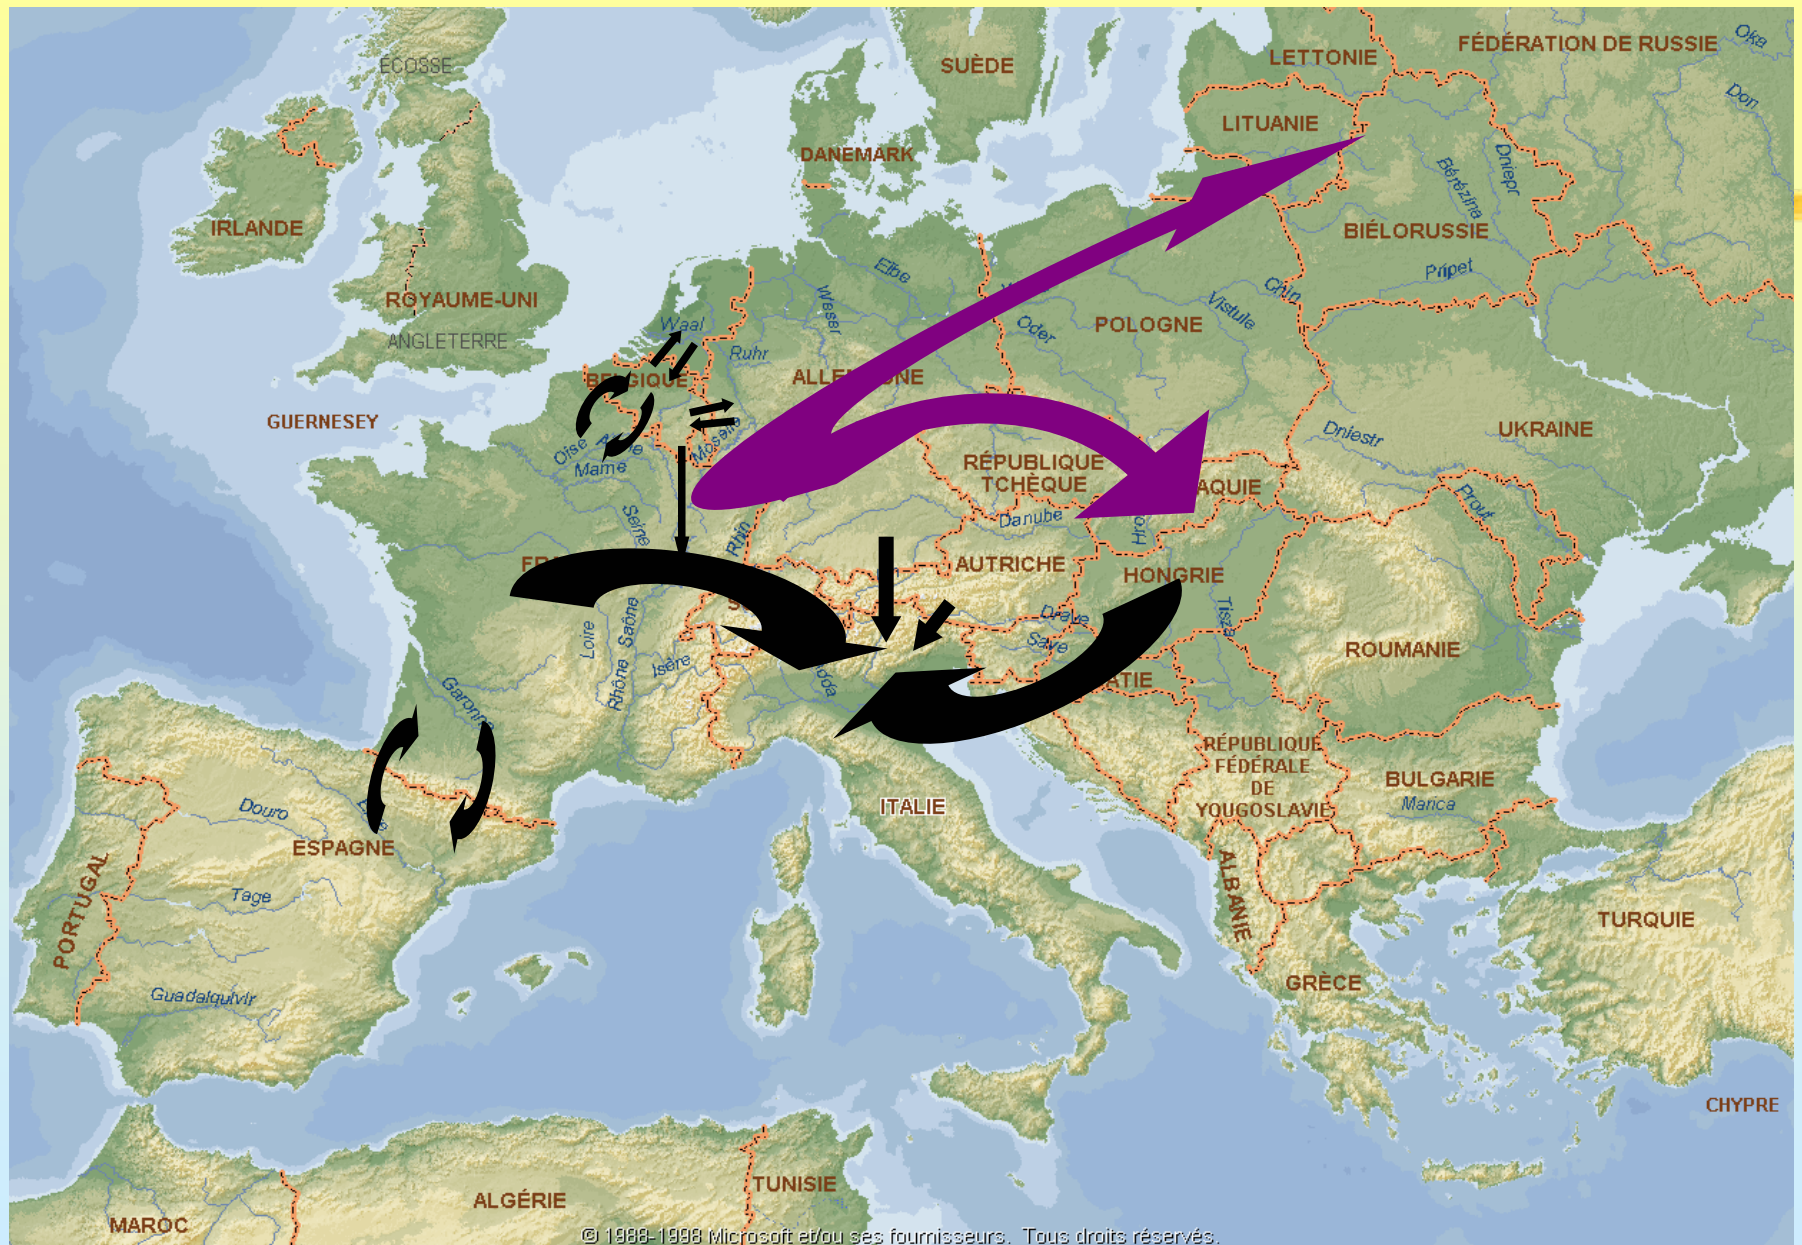 ÉCOSSE
SUÈDE
LETTONIE
FÉDÉRATION DE RUSSIE
Oka
Don
LITUANIE
DANEMARK
Dniepr
Bérézina
IRLANDE
BIÉLORUSSIE
Elbe
Pripet
ROYAUME-UNI
Weser
Vistule
Waal
Oder
POLOGNE
ANGLETERRE
Ruhr
BELGIQUE
GUERNESEY
Oise
Marne
Moselle
Dniestr
UKRAINE
RÉPUBLIQUE
TCHÈQUE
AQUIE
Prout
Seine
Rhin
Danube
AUTRICHE
HONGRIE
Loire
Saône
Drave
Save
Tisza
Isère
Rhône
ROUMANIE
Garonne
RÉPUBLIQUE
FÉDÉRALE
DE
YOUGOSLAVIE
BULGARIE
Douro
ITALIE
ESPAGNE
PORTUGAL
Tage
ALBANIE
TURQUIE
Guadalquivir
GRÈCE
CHYPRE
TUNISIE
ALGÉRIE
MAROC
© 1988-1998 Microsoft et/ou ses fournisseurs. Tous droits réservés.